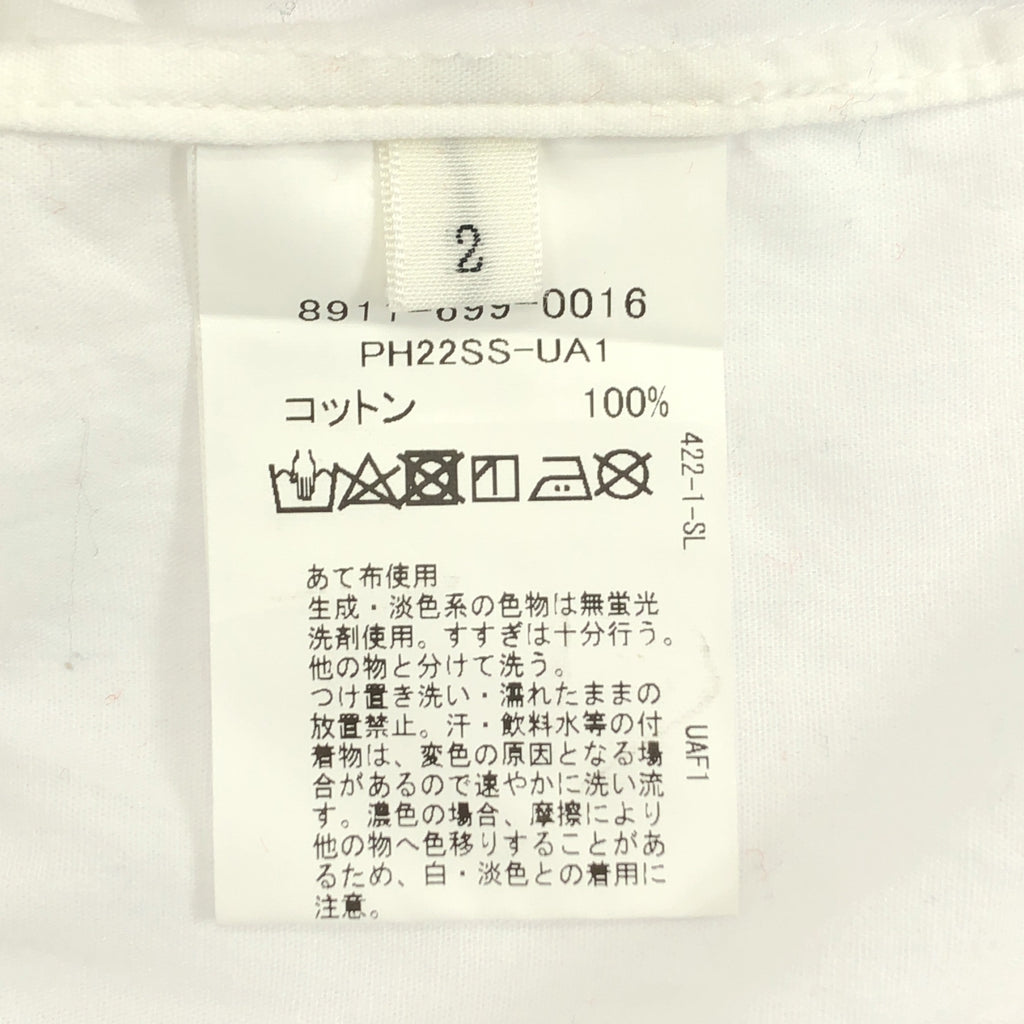 2
8911-699-0016
PH22SS-UA1
コットン 100%
422-1-SL
あて布使用
生成・淡色系の色物は無蛍光
洗剤使用。すすぎは十分行う。
他の物と分けて洗う。
つけ置き洗い・濡れたままの
放置禁止。汗・飲料水等の付
着物は、変色の原因となる場
合があるので速やかに洗い流
す。濃色の場合、摩擦により
他の物へ色移りすることがあ
るため、白・淡色との着用に
注意。
UAF1